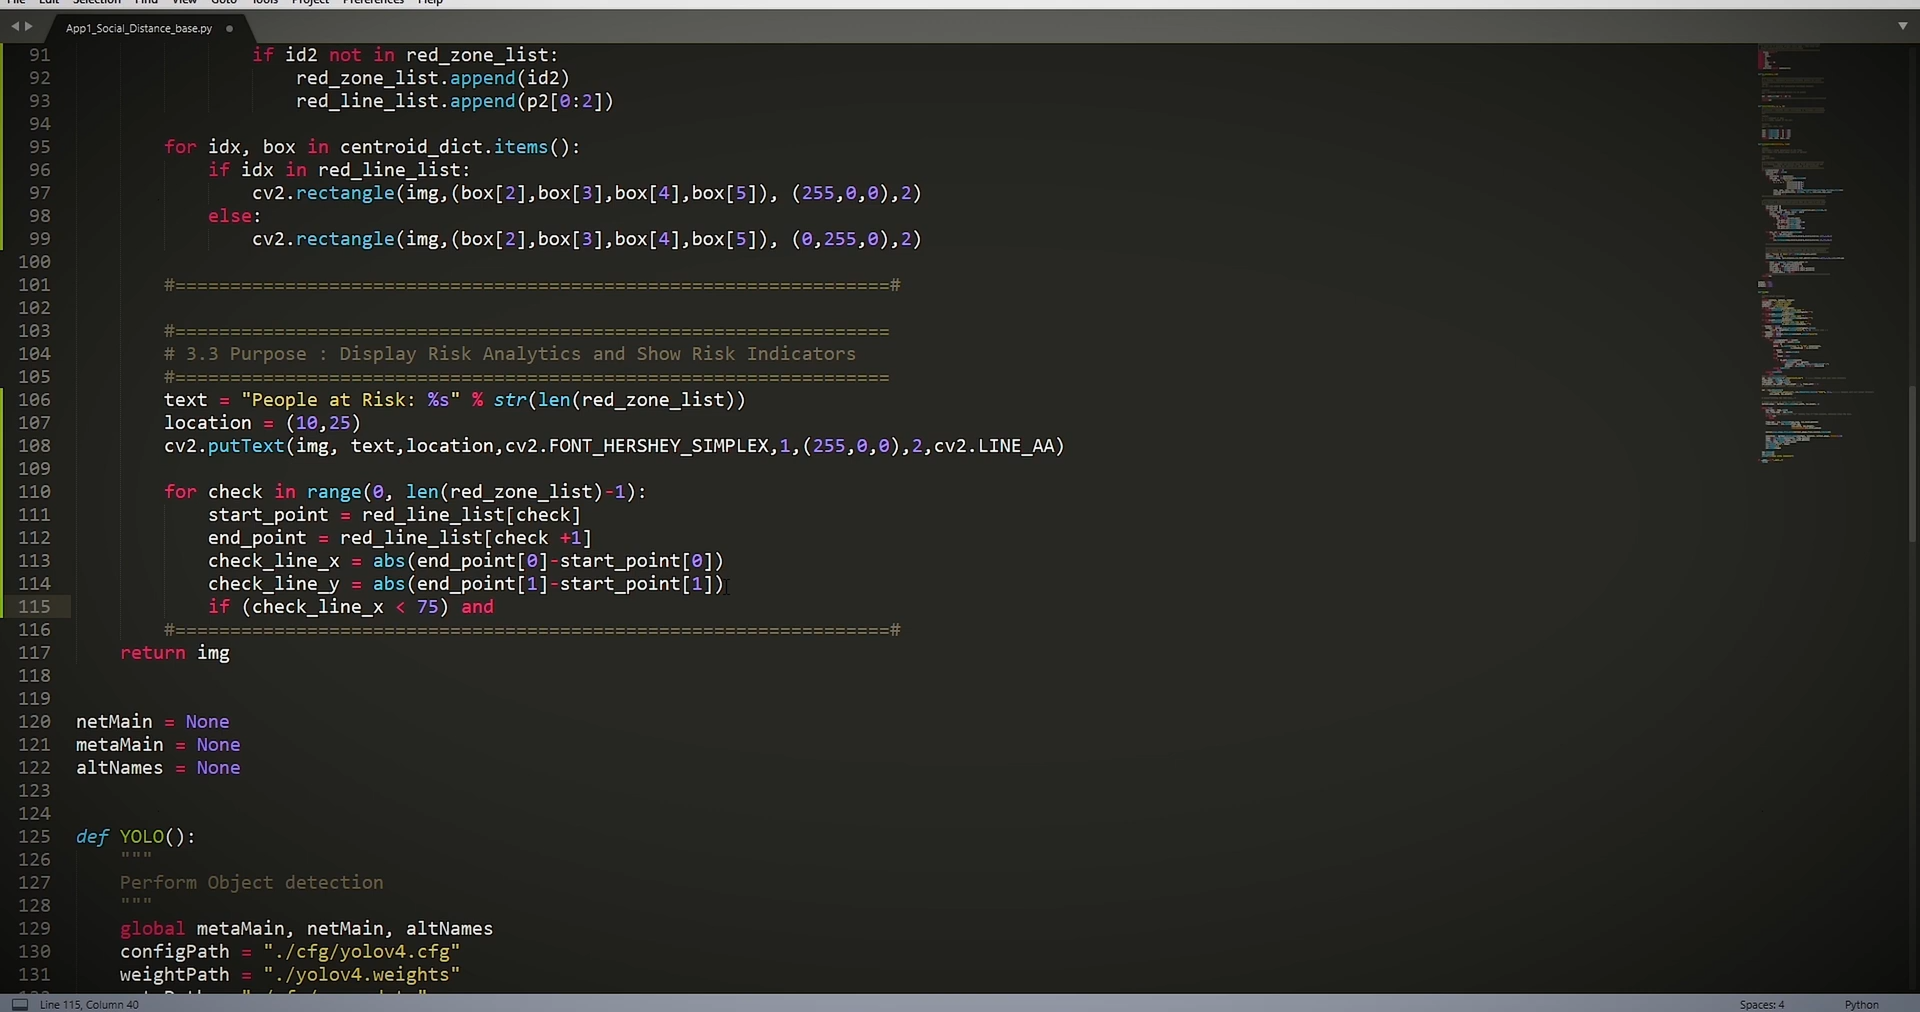 File Edit Selection Find View Goto Tools Project Preferences Help
App1_Social_Distance_base.py
91 if id2 not in red_zone_list:
92 red_zone_list.append(id2)
93 red_line_list.append(p2[0:2])
94
95 for idx, box in centroid_dict.items():
96 if idx in red_line_list:
97 cv2.rectangle(img,(box[2],box[3],box[4],box[5]), (255,0,0),2)
98 else:
99 cv2.rectangle(img,(box[2],box[3],box[4],box[5]), (0,255,0),2)
100
101 #=================================================================#
102
103 #=================================================================
104 # 3.3 Purpose : Display Risk Analytics and Show Risk Indicators
105 #=================================================================
106 text = "People at Risk: %s" % str(len(red_zone_list))
107 location = (10,25)
108 cv2.putText(img, text,location,cv2.FONT_HERSHEY_SIMPLEX,1,(255,0,0),2,cv2.LINE_AA)
109
110 for check in range(0, len(red_zone_list)-1):
111 start_point = red_line_list[check]
112 end_point = red_line_list[check +1]
113 check_line_x = abs(end_point[0]-start_point[0])
114 check_line_y = abs(end_point[1]-start_point[1])
115 if (check_line_x < 75) and
116 #=================================================================#
117 return img
118
119
120 netMain = None
121 metaMain = None
122 altNames = None
123
124
125 def YOLO():
126 """
127 Perform Object detection
128 """
129 global metaMain, netMain, altNames
130 configPath = "./cfg/yolov4.cfg"
131 weightPath = "./yolov4.weights"
Line 115, Column 40
Spaces: 4
Python